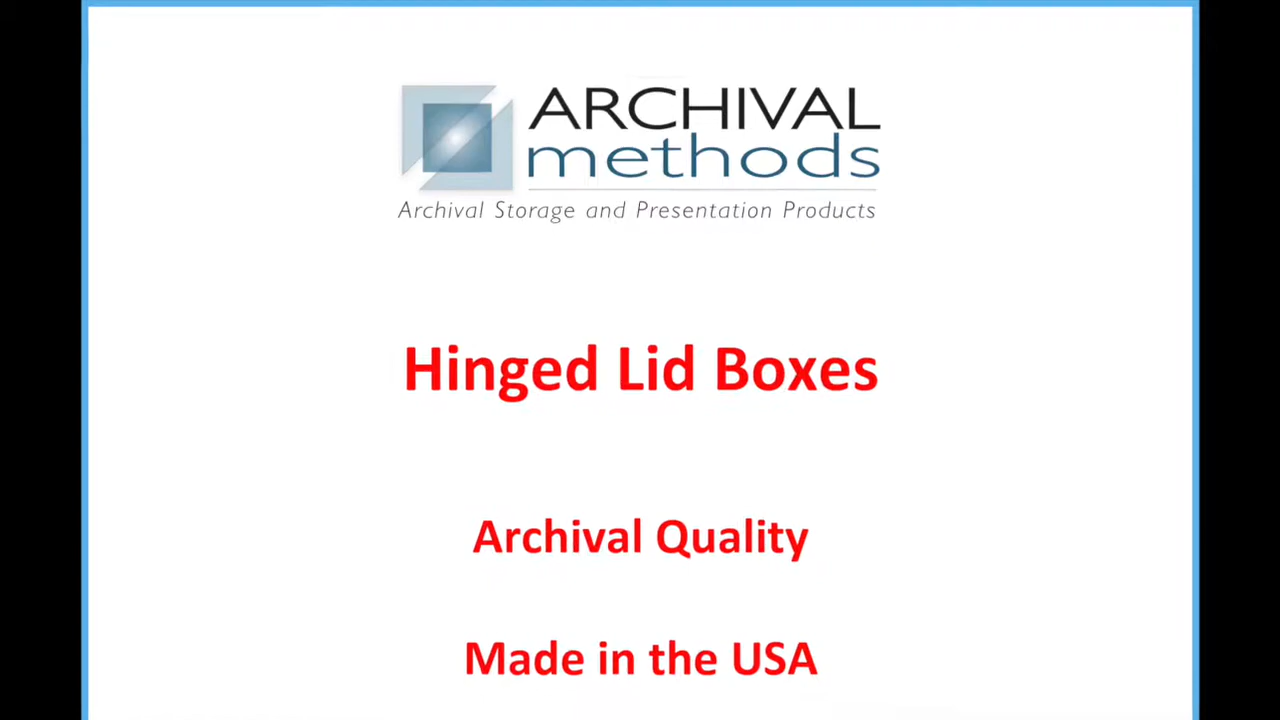 ARCHIVAL
methods
Archival Storage and Presentation Products
Hinged Lid Boxes
Archival Quality
Made in the USA